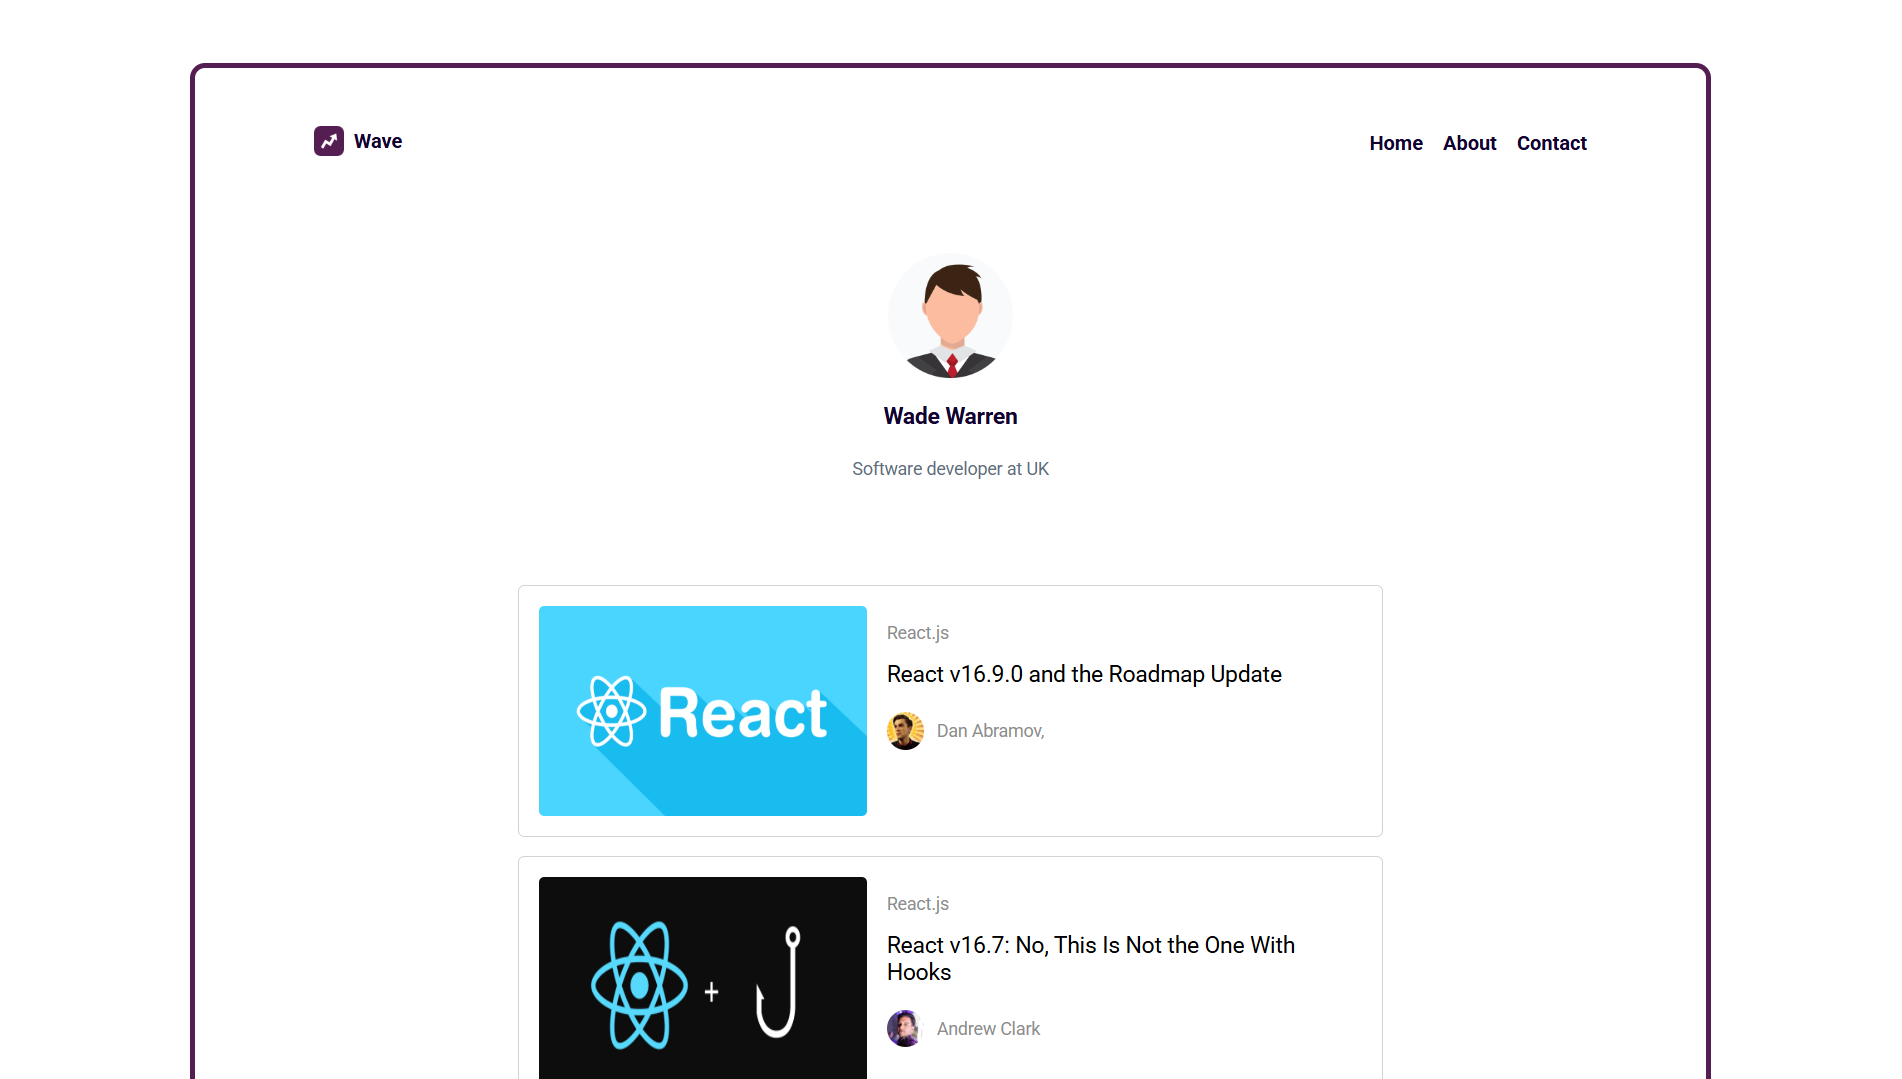 Wave
Home About Contact
Wade Warren
Software developer at UK
React
React.js
React v16.9.0 and the Roadmap Update
Dan Abramov,
+
React.js
React v16.7: No, This Is Not the One With
Hooks
Andrew Clark